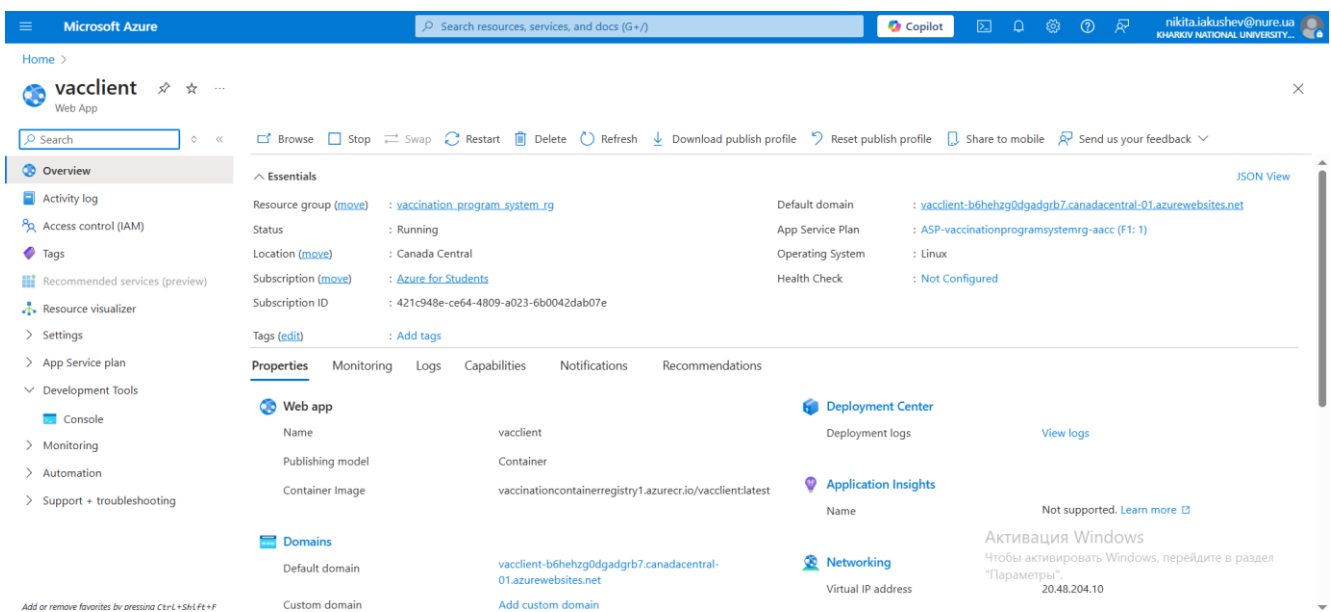 Microsoft Azure
Search resources, services, and docs (G+/)
Copilot
nikita.iakushev@nure.ua
KHARKIV NATIONAL UNIVERSITY...
Home >
vacclient
Web App
Search
Browse Stop Swap Restart Delete Refresh Download publish profile Reset publish profile Share to mobile Send us your feedback
Overview
Activity log
Access control (IAM)
Tags
Recommended services (preview)
Resource visualizer
Settings
App Service plan
Development Tools
Console
Monitoring
Automation
Support + troubleshooting
Add or remove favorites by pressing Ctrl+Shift+F
Essentials
JSON View
Resource group (move) : vaccination_program_system_rg
Status : Running
Location (move) : Canada Central
Subscription (move) : Azure for Students
Subscription ID : 421c948e-ce64-4809-a023-6b0042dab07e
Tags (edit) : Add tags
Default domain : vacclient-b6hehzg0dgadgrb7.canadacentral-01.azurewebsites.net
App Service Plan : ASP-vaccinationprogramsystemrg-aacc (F1: 1)
Operating System : Linux
Health Check : Not Configured
Properties Monitoring Logs Capabilities Notifications Recommendations
Web app
Name vacclient
Publishing model Container
Container Image vaccinationcontainerregistry1.azurecr.io/vacclient:latest
Domains
Default domain vacclient-b6hehzg0dgadgrb7.canadacentral-
01.azurewebsites.net
Custom domain Add custom domain
Deployment Center
Deployment logs View logs
Application Insights
Name Not supported. Learn more
Networking
Virtual IP address 20.48.204.10
Активация Windows
Чтобы активировать Windows, перейдите в раздел
"Параметры".